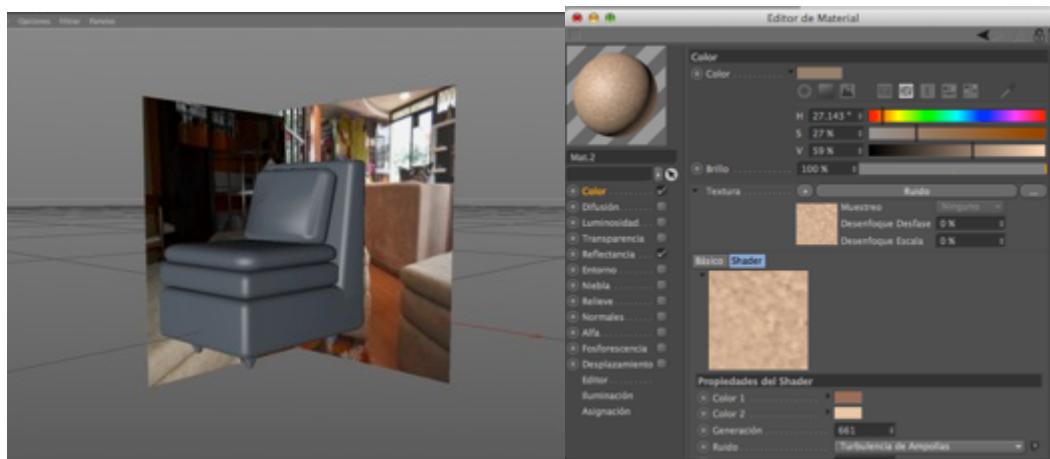 Opciones Filtrar Paneles
Editor de Material
Color
Color
H 27.143 °
S 27 %
V 59 %
Mat.2
Brillo 100 %
Textura Ruido ...
Muestreo Ninguno
Desenfoque Desfase 0 %
Desenfoque Escala 0 %
Color
Difusión
Luminosidad
Transparencia
Reflectancia
Entorno
Niebla
Relieve
Normales
Alfa
Fosforescencia
Desplazamiento
Editor
Iluminación
Asignación
Básico Shader
Propiedades del Shader
Color 1
Color 2
Generación 661
Ruido Turbulencia de Ampollas